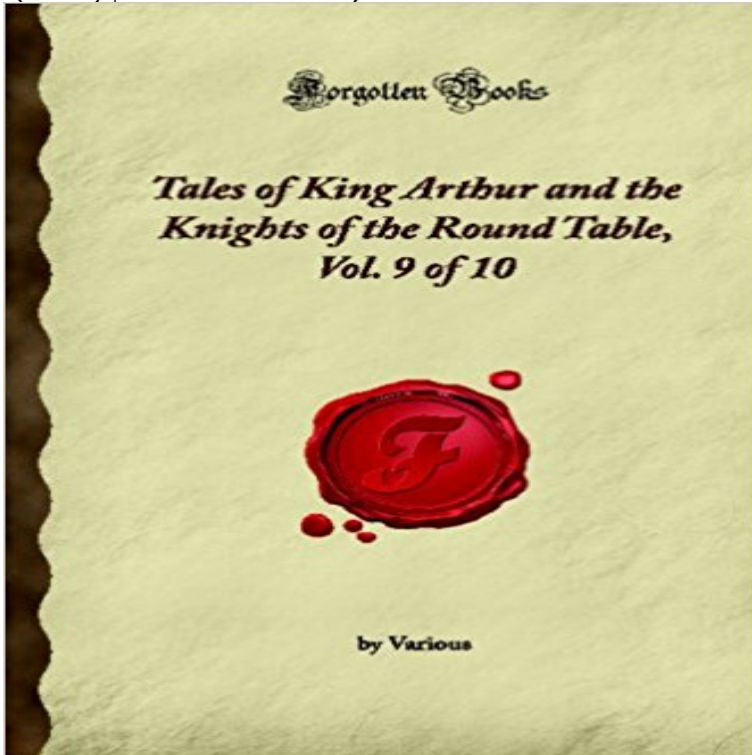 Forgotten Books
Tales of King Arthur and the
Knights of the Round Table,
Vol. 9 of 10
F
by Various